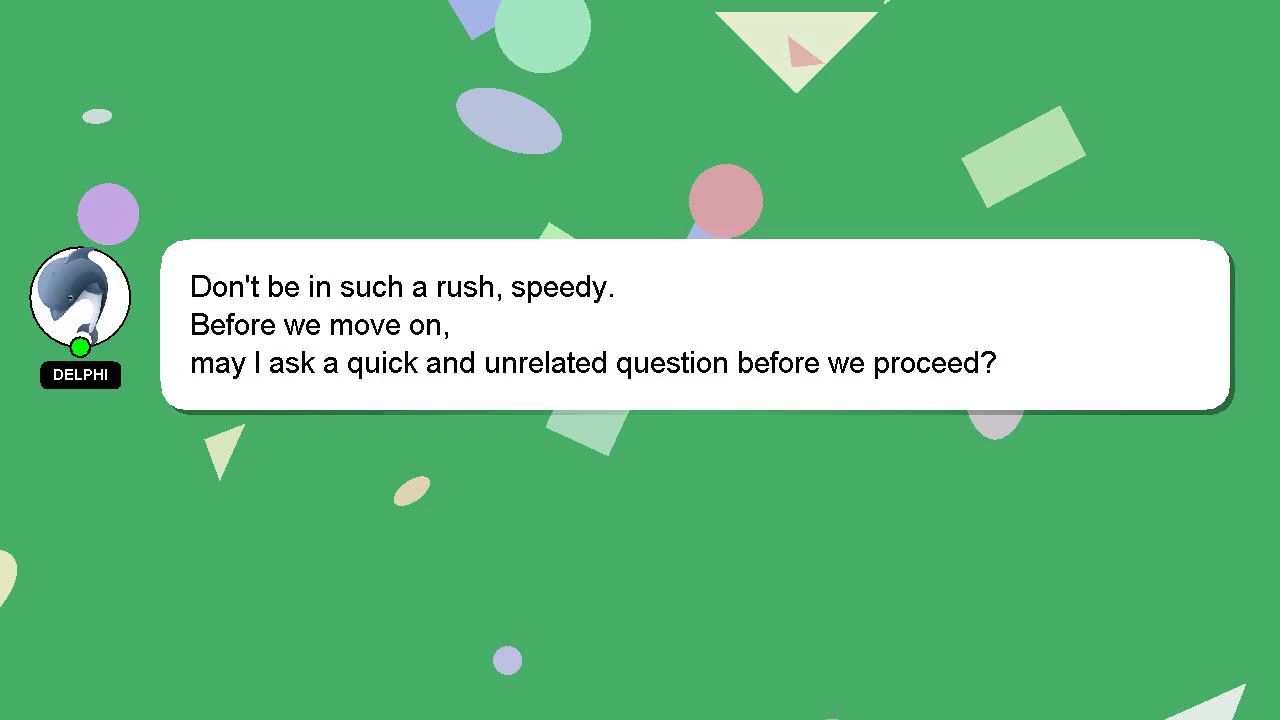 Don't be in such a rush, speedy.
Before we move on,
may I ask a quick and unrelated question before we proceed?
DELPHI